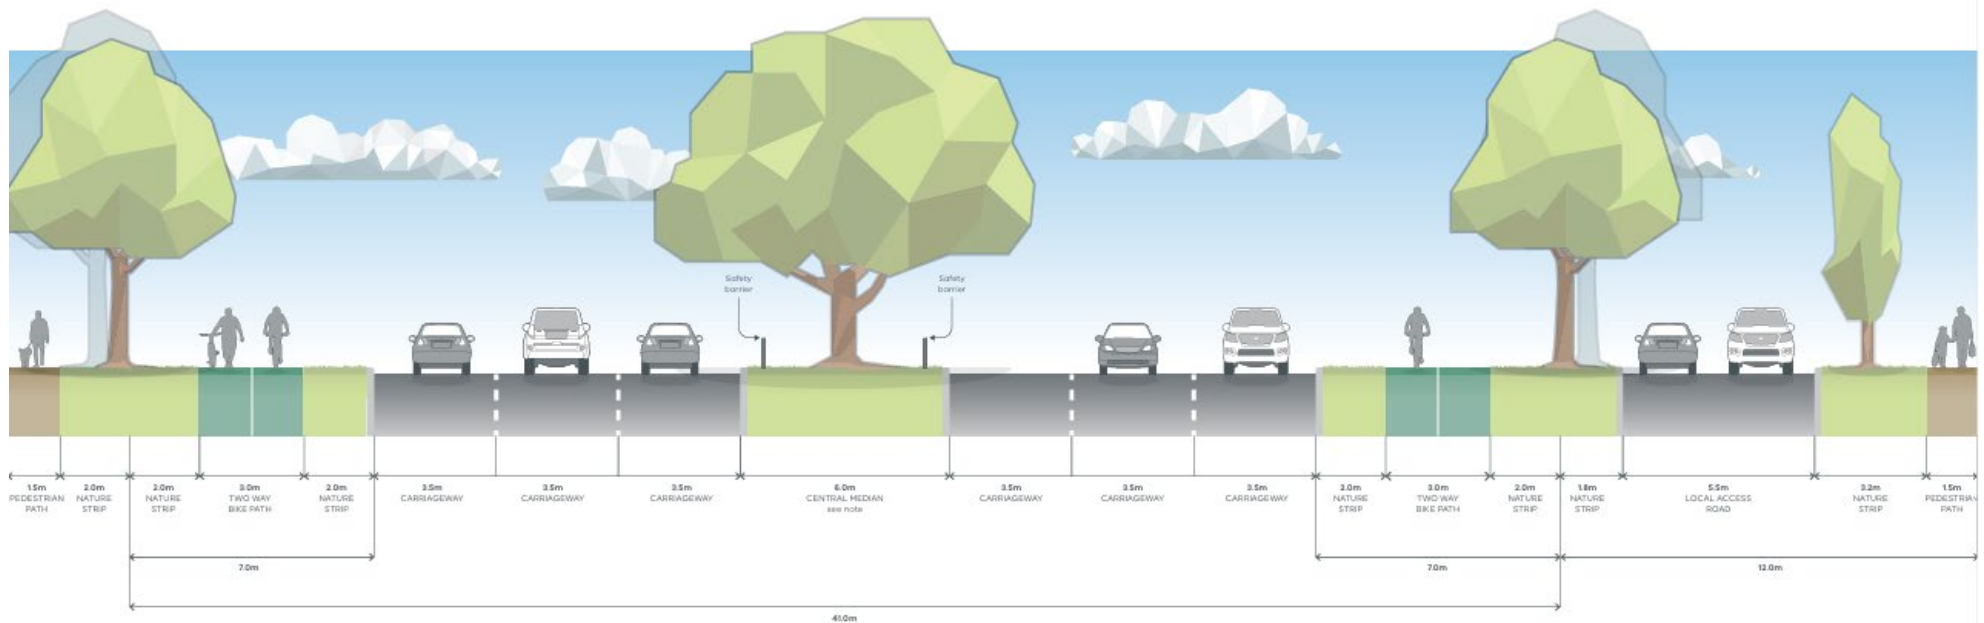 Safety
barrier
Safety
barrier
1.5m
PEDESTRIAN
PATH
2.0m
NATURE
STRIP
2.0m
NATURE
STRIP
3.0m
TWO WAY
BIKE PATH
2.0m
NATURE
STRIP
3.5m
CARRIAGEWAY
3.5m
CARRIAGEWAY
3.5m
CARRIAGEWAY
6.0m
CENTRAL MEDIAN
see note
3.5m
CARRIAGEWAY
3.5m
CARRIAGEWAY
3.5m
CARRIAGEWAY
2.0m
NATURE
STRIP
3.0m
TWO WAY
BIKE PATH
2.0m
NATURE
STRIP
1.8m
NATURE
STRIP
5.5m
LOCAL ACCESS
ROAD
3.2m
NATURE
STRIP
1.5m
PEDESTRIAN
PATH
7.0m
7.0m
12.0m
41.0m